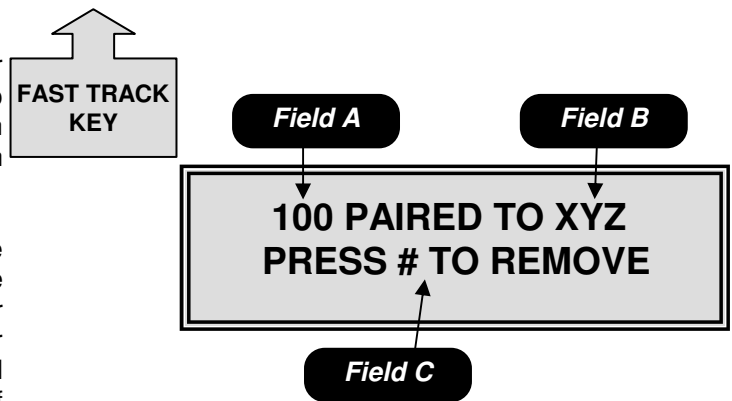 FAST TRACK
KEY
Field A
Field B
100 PAIRED TO XYZ
PRESS # TO REMOVE
Field C